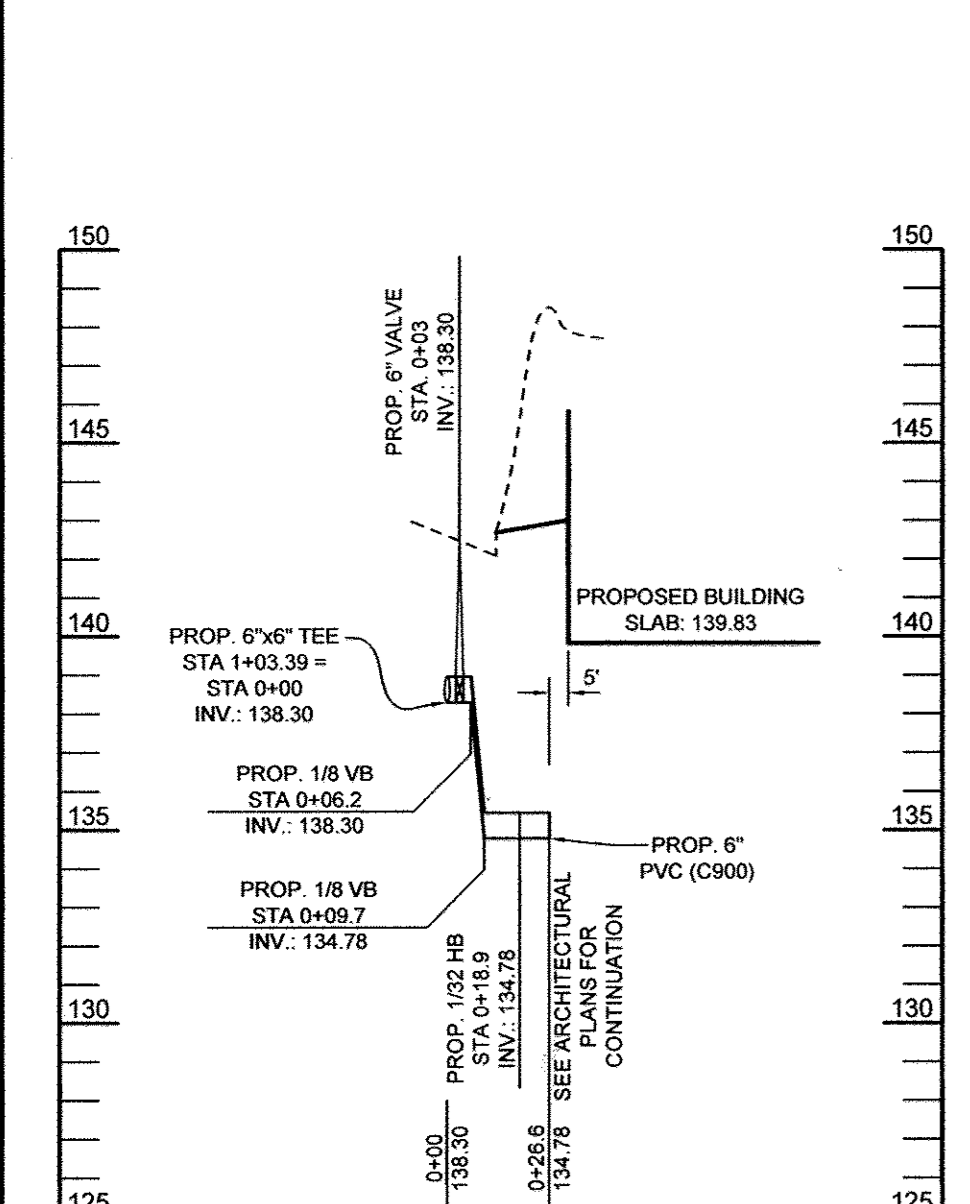 150
150
PROP. 6" VALVE
STA. 0+03
INV.: 138.30
145
145
PROPOSED BUILDING
SLAB: 139.83
140
140
PROP. 6"x6" TEE
STA 1+03.39 =
STA 0+00
INV.: 138.30
5'
PROP. 1/8 VB
STA 0+06.2
INV.: 138.30
135
135
PROP. 6"
PVC (C900)
PROP. 1/8 VB
STA 0+09.7
INV.: 134.78
PROP. 1/32 HB
STA 0+18.9
INV.: 134.78
SEE ARCHITECTURAL
PLANS FOR
CONTINUATION
130
130
0+00
138.30
0+26.6
134.78
125
125